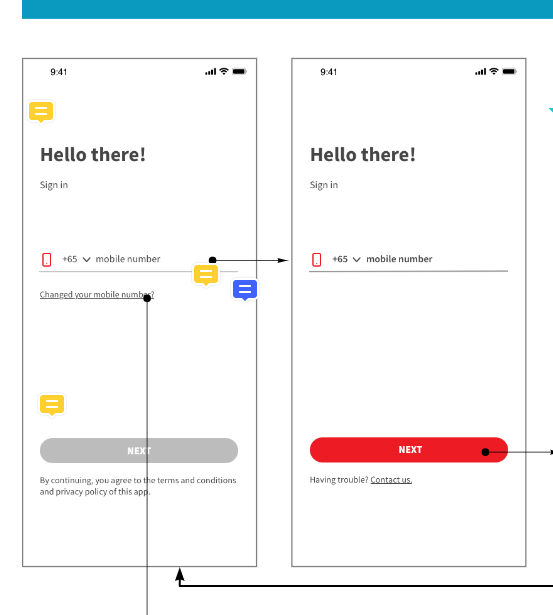 9:41
Hello there!
Sign in
+65 mobile number
Changed your mobile number?
NEXT
By continuing, you agree to the terms and conditions
and privacy policy of this app.
9:41
Hello there!
Sign in
+65 mobile number
NEXT
Having trouble? Contact us.